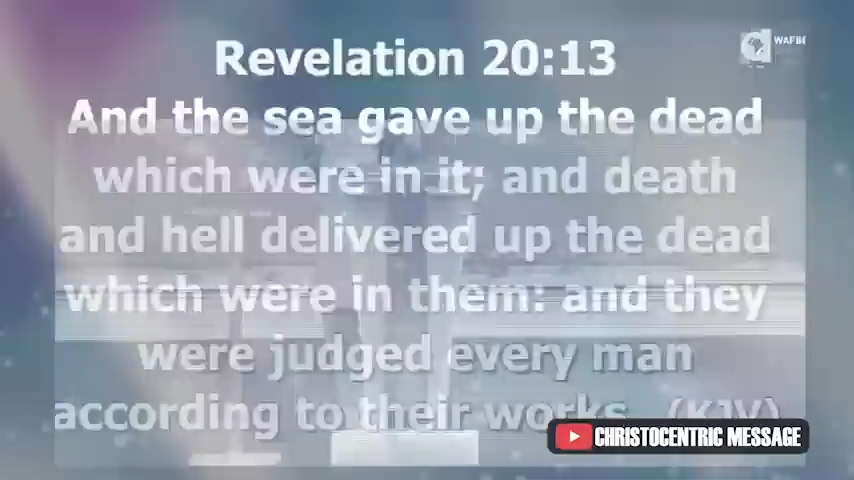 Revelation 20:13
And the sea gave up the dead
which were in it; and death
and hell delivered up the dead
which were in them: and they
were judged every man
according to their works. (KJV)
WAFBE
CHRISTOCENTRIC MESSAGE